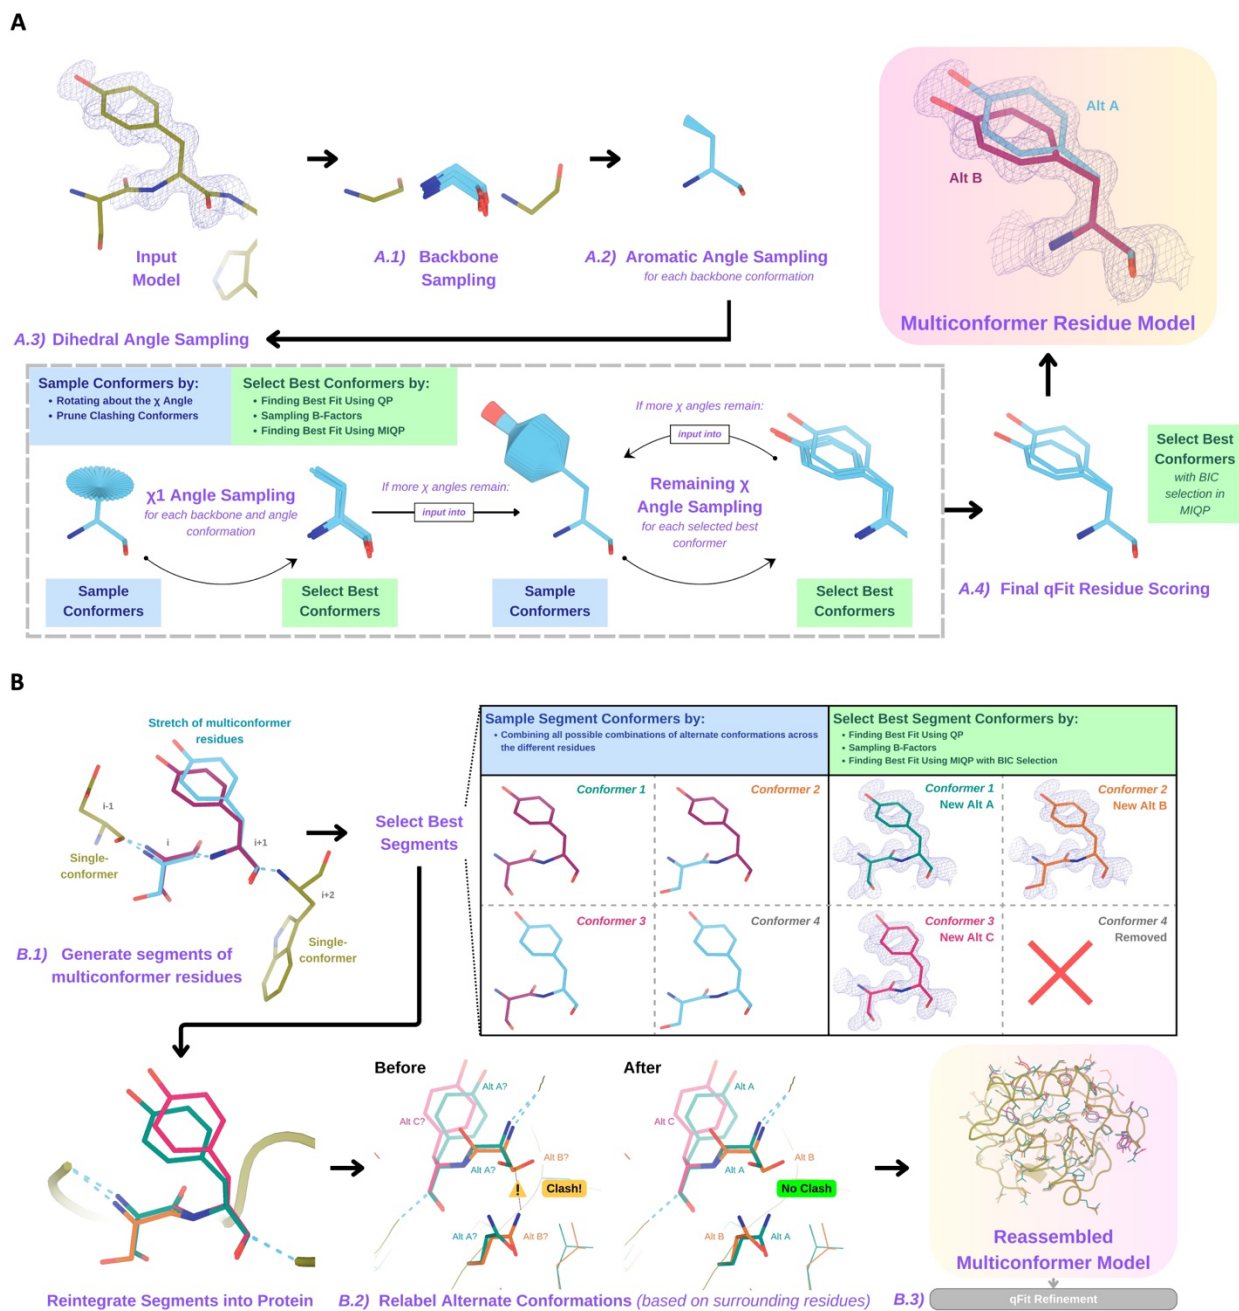 A
Input
Model
A.1) Backbone
Sampling
A.2) Aromatic Angle Sampling
for each backbone conformation
Alt A
Alt B
Multiconformer Residue Model
A.3) Dihedral Angle Sampling
Sample Conformers by:
• Rotating about the χ Angle
• Prune Clashing Conformers
Select Best Conformers by:
• Finding Best Fit Using QP
• Sampling B-Factors
• Finding Best Fit Using MIQP
χ1 Angle Sampling
for each backbone and angle
conformation
If more χ angles remain:
input into
If more χ angles remain:
input into
Remaining χ
Angle Sampling
for each selected best
conformer
Sample
Conformers
Select Best
Conformers
Sample
Conformers
Select Best
Conformers
Select Best
Conformers
with BIC
selection in
MIQP
A.4) Final qFit Residue Scoring
B
Stretch of multiconformer
residues
i-1
i
i+1
i+2
Single-
conformer
Single-
conformer
B.1) Generate segments of
multiconformer residues
Select Best
Segments
Sample Segment Conformers by:
• Combining all possible combinations of alternate conformations across
the different residues
Select Best Segment Conformers by:
• Finding Best Fit Using QP
• Sampling B-Factors
• Finding Best Fit Using MIQP with BIC Selection
Conformer 1
Conformer 2
Conformer 1
New Alt A
Conformer 2
New Alt B
Conformer 3
Conformer 4
Conformer 3
New Alt C
Conformer 4
Removed
Reintegrate Segments into Protein
Before
Alt A?
Alt C?
Alt A?
Alt B?
!
Clash!
Alt A?
Alt B?
After
Alt A
Alt C
Alt A
Alt B
No Clash
Alt B
Alt A
B.2) Relabel Alternate Conformations (based on surrounding residues)
Reassembled
Multiconformer Model
B.3)
qFit Refinement